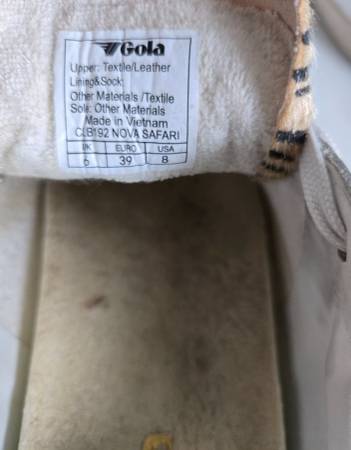 Gola
Upper: Textile/Leather
Lining&Sock:
Other Materials /Textile
Sole: Other Materials
Made in Vietnam
CLB192 NOVA SAFARI
UK EURO USA
6 39 8